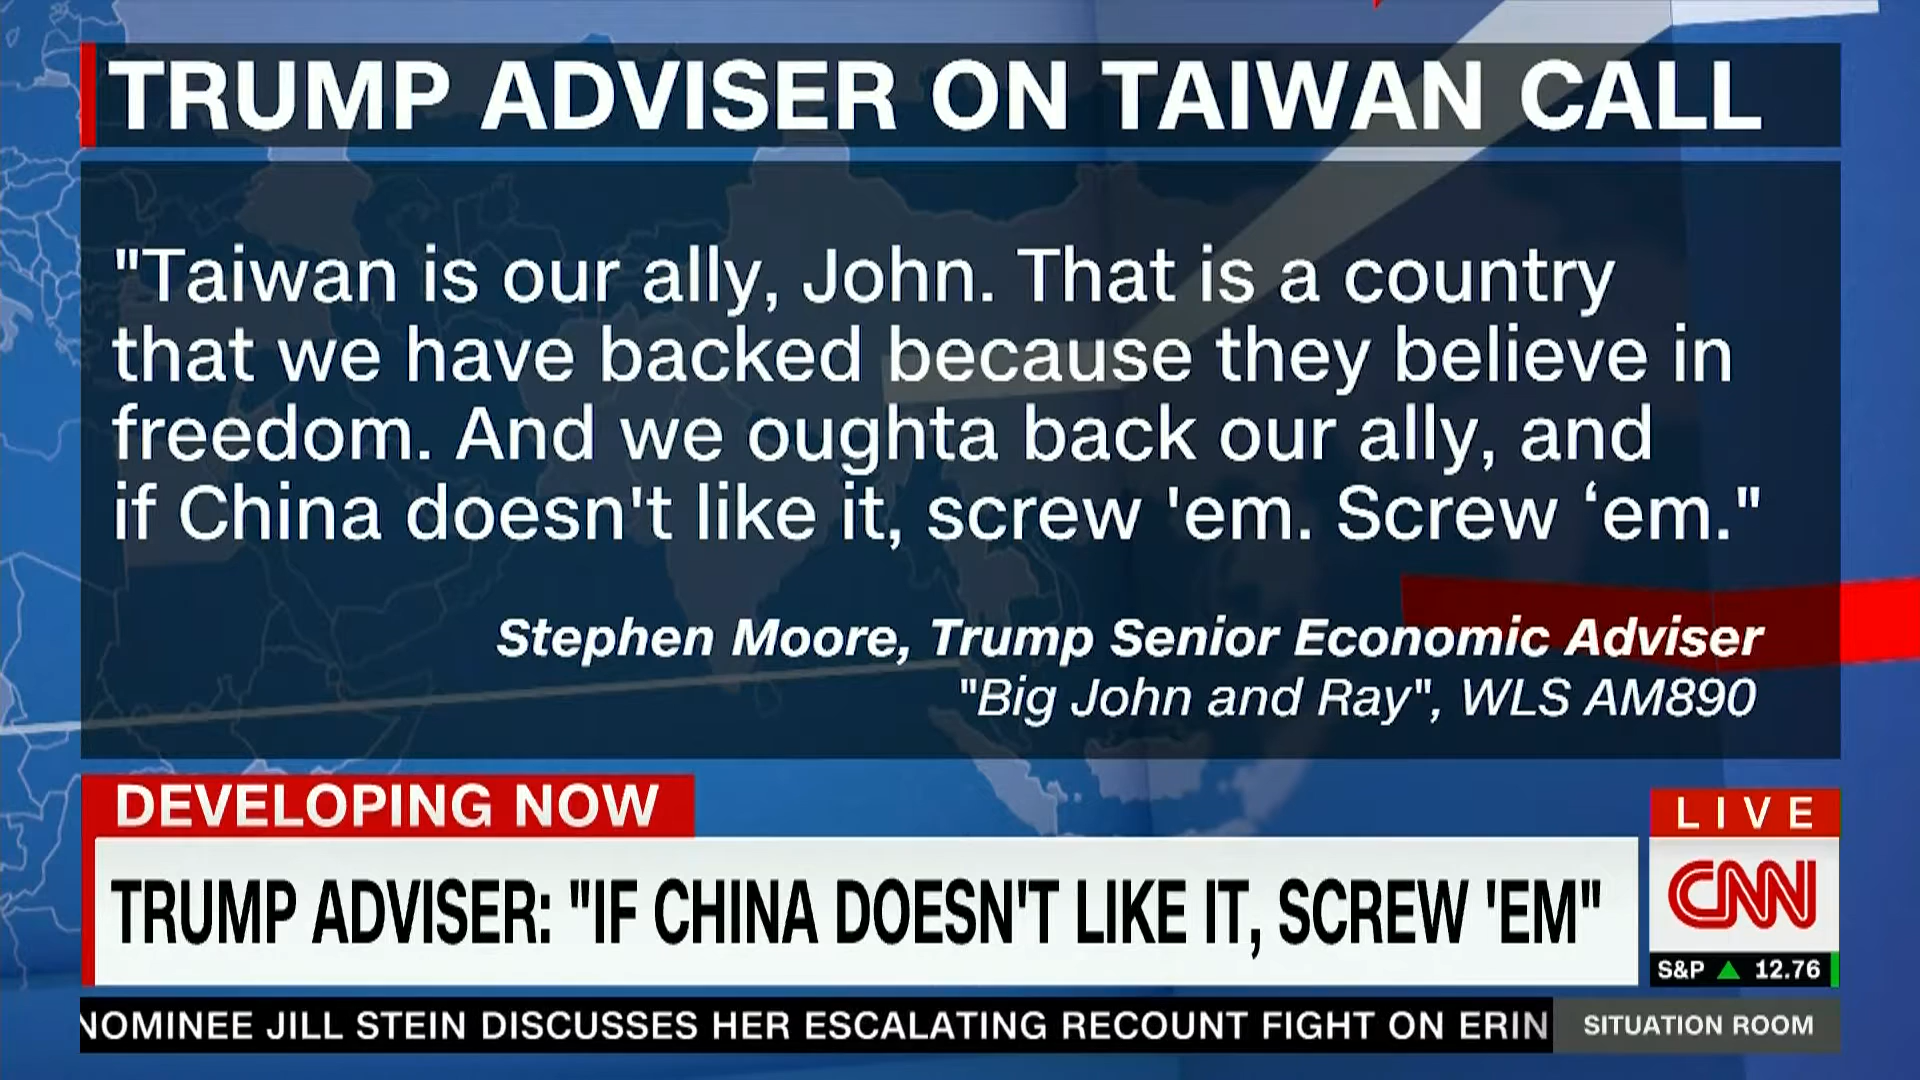 TRUMP ADVISER ON TAIWAN CALL
"Taiwan is our ally, John. That is a country
that we have backed because they believe in
freedom. And we oughta back our ally, and
if China doesn't like it, screw 'em. Screw ‘em."
Stephen Moore, Trump Senior Economic Adviser
"Big John and Ray", WLS AM890
DEVELOPING NOW
TRUMP ADVISER: "IF CHINA DOESN'T LIKE IT, SCREW 'EM"
LIVE
CNN
S&P ▲ 12.76
NOMINEE JILL STEIN DISCUSSES HER ESCALATING RECOUNT FIGHT ON ERIN
SITUATION ROOM